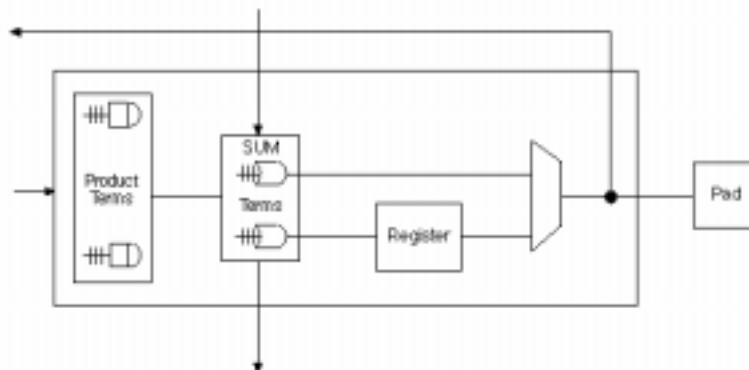 SUM
Product
Terms
Terms
Register
Pad